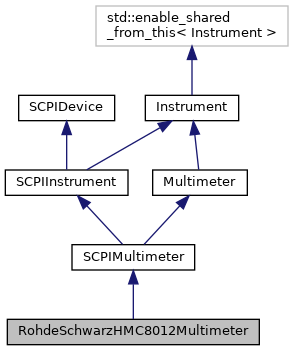 std::enable_shared
_from_this< Instrument >
SCPIDevice
Instrument
SCPIInstrument
Multimeter
SCPIMultimeter
RohdeSchwarzHMC8012Multimeter